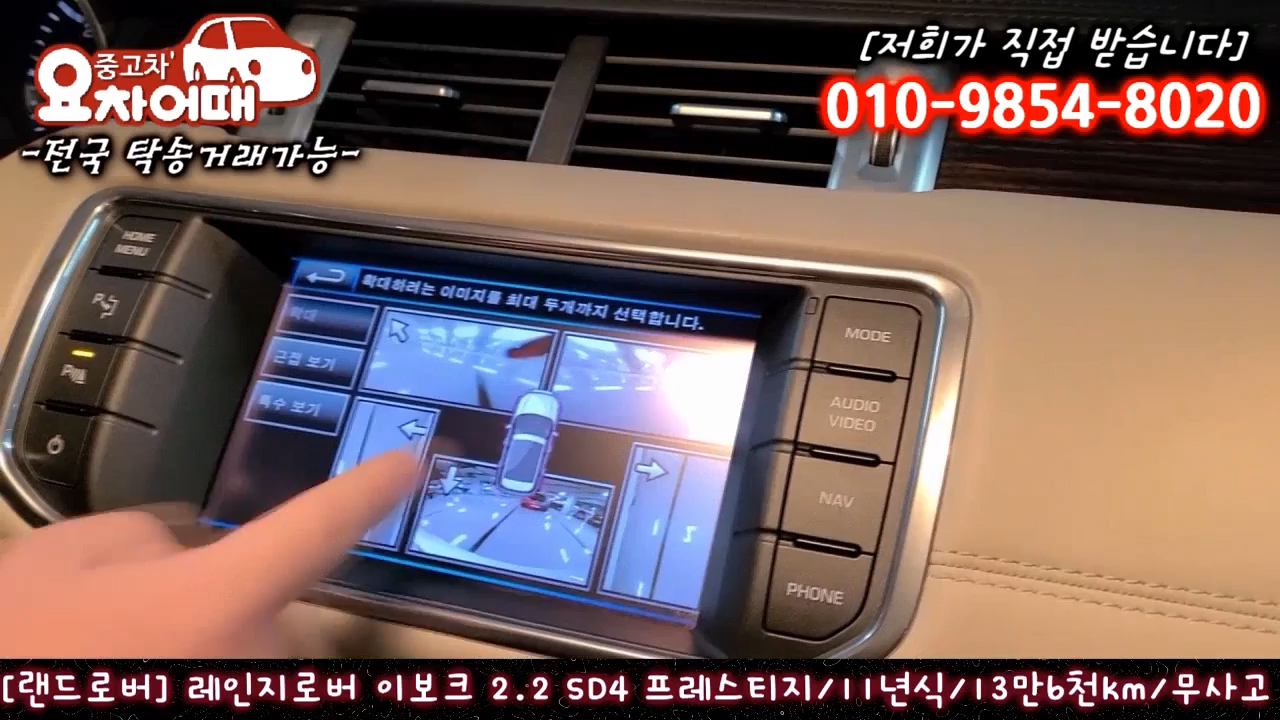 중고차'
요차어때
-전국 탁송거래가능-
[저희가 직접 받습니다]
010-9854-8020
HOME
MENU
확대하려는 이미지를 최대 두개까지 선택합니다.
확대
근접 보기
특수 보기
MODE
AUDIO
VIDEO
NAV
PHONE
[랜드로버] 레인지로버 이보크 2.2 SD4 프레스티지/11년식/13만6천km/무사고